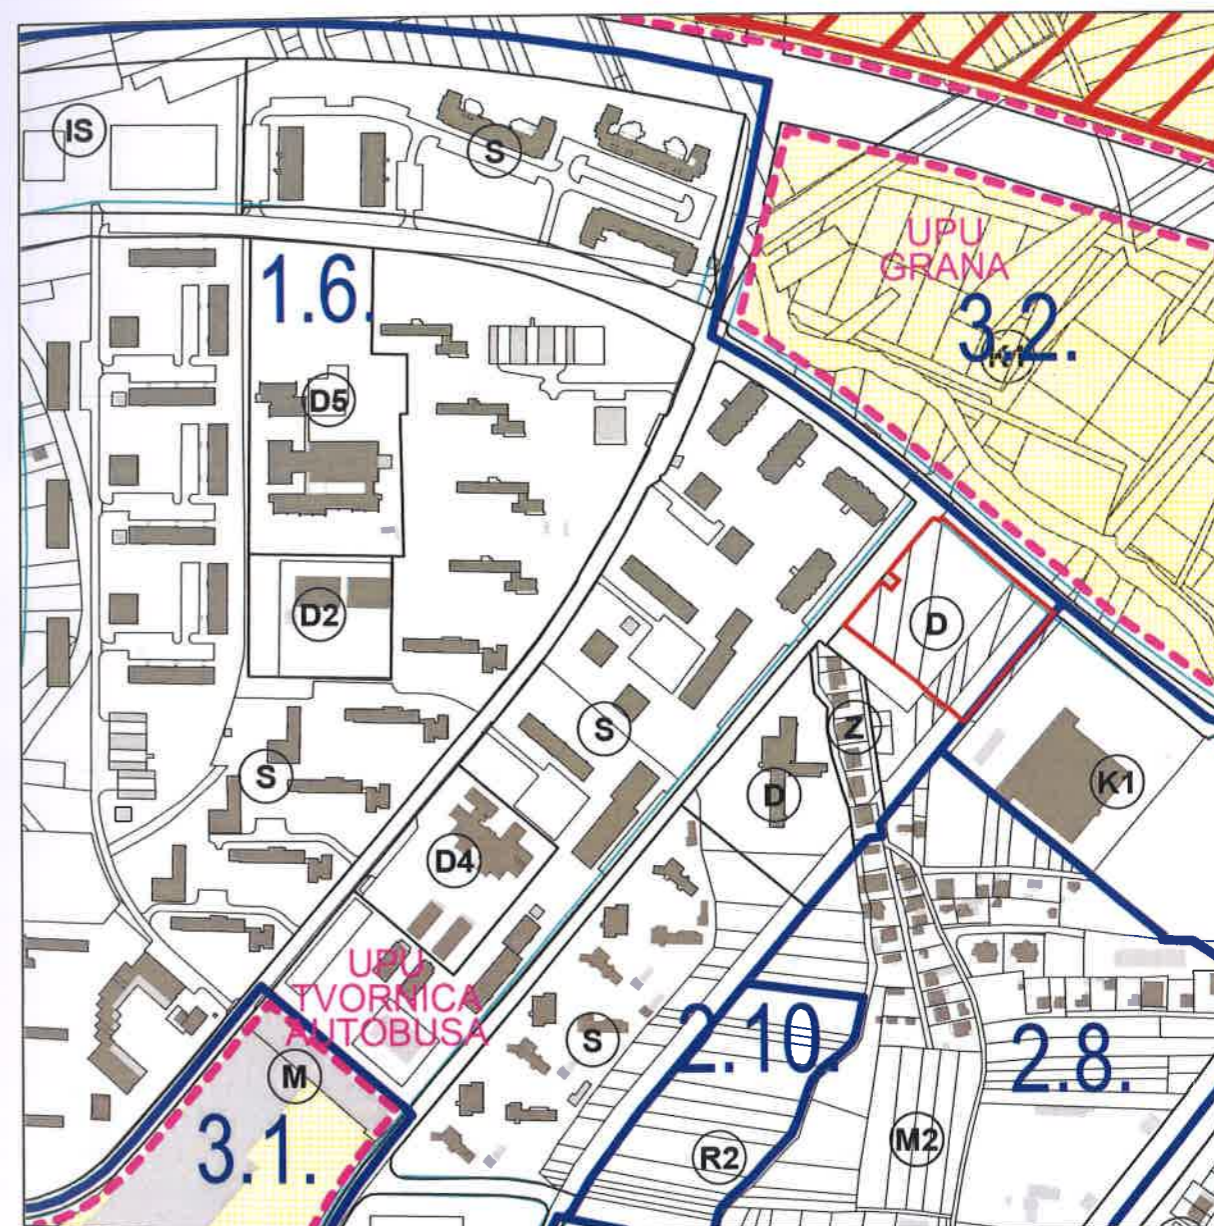 IS
S
UPU
GRANA
1.6.
3.2.
K1
D5
D2
D
S
Z
S
D
K1
D4
UPU
TVORNICA
AUTOBUSA
S
2.10.
2.8.
M
3.1.
R2
M2